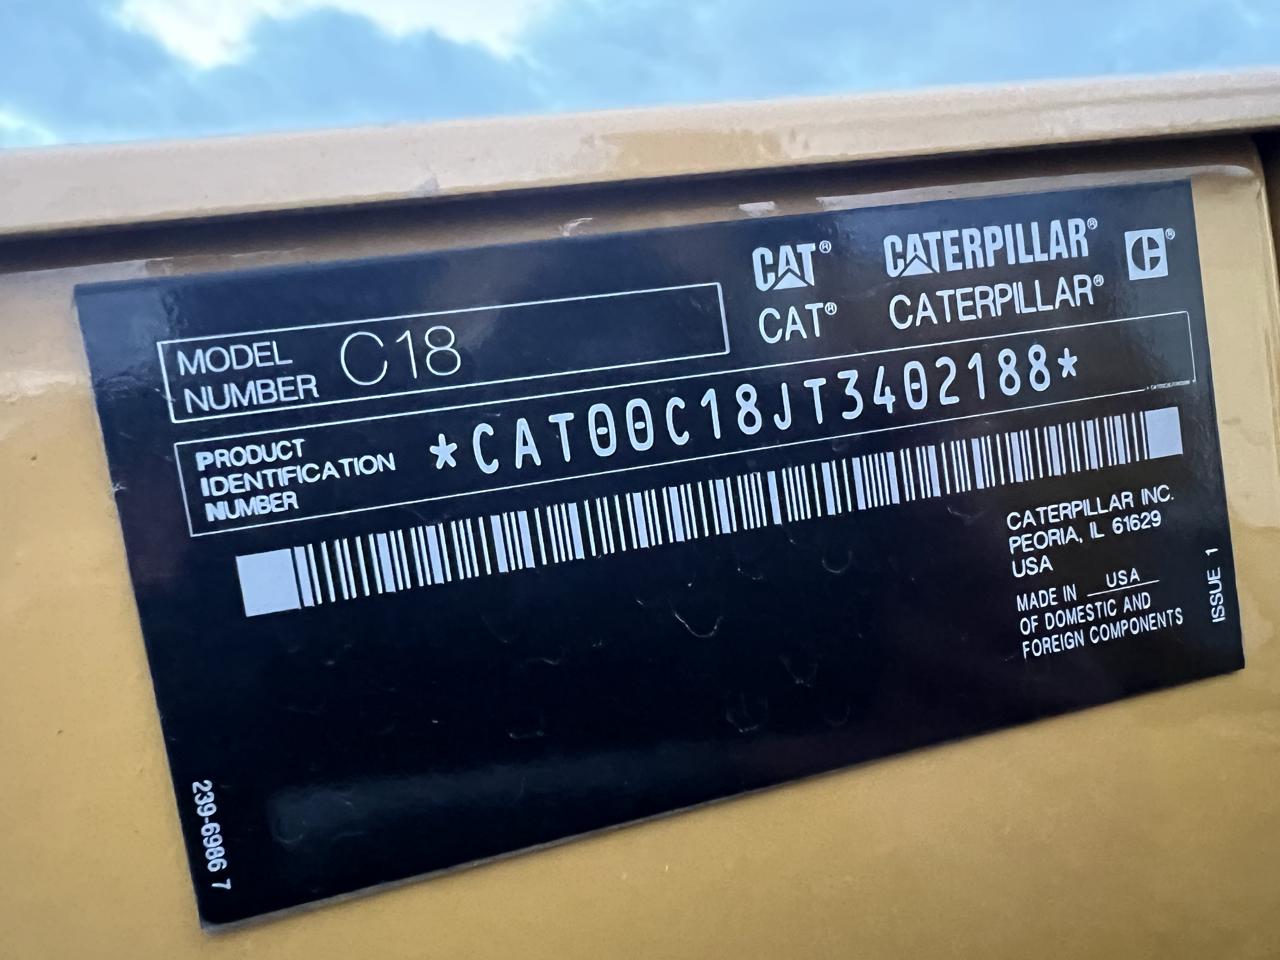 MODEL
NUMBER
C18
CAT® CATERPILLAR® C®
CAT® CATERPILLAR®
PRODUCT
IDENTIFICATION
NUMBER
*CAT00C18JT3402188*
CATERPILLAR INC.
PEORIA, IL 61629
USA
MADE IN USA
OF DOMESTIC AND
FOREIGN COMPONENTS
ISSUE 1
239-6986 7